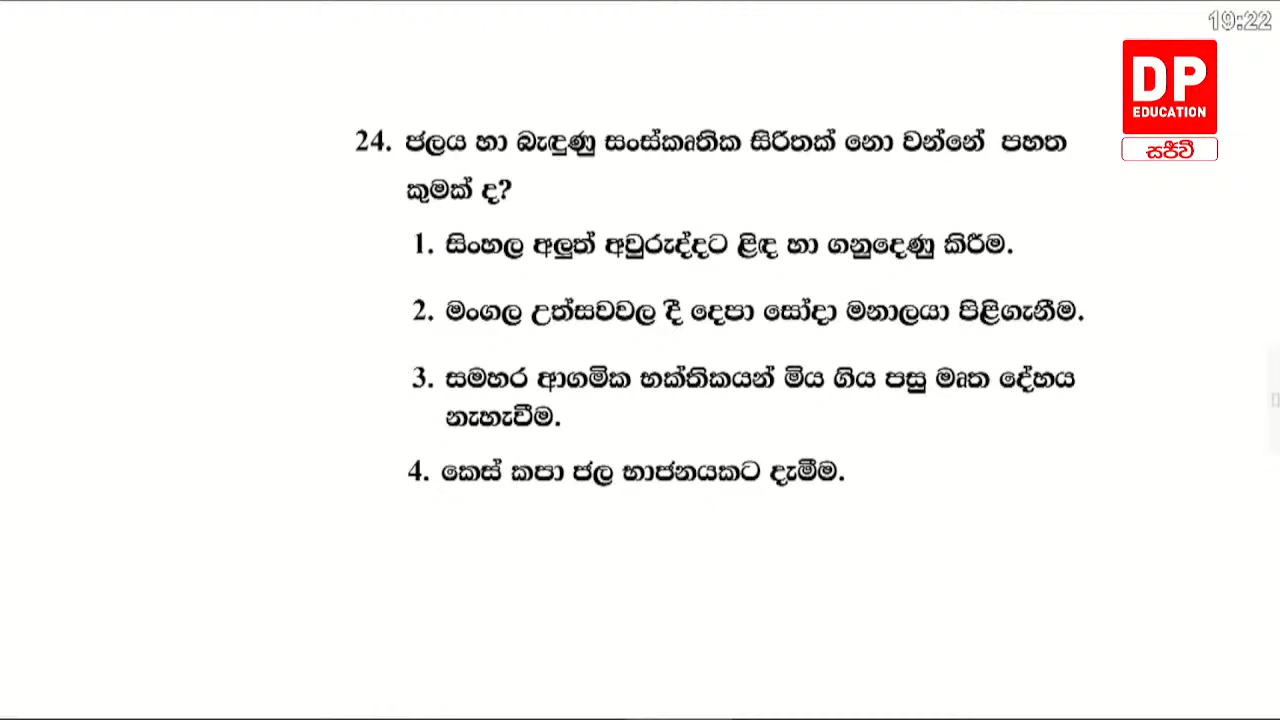 19:22
DP
EDUCATION
සජීවී
24. ජලය හා බැඳුණු සංස්කෘතික සිරිතක් නො වන්නේ පහත
කුමක් ද?
1. සිංහල අලුත් අවුරුද්දට ළිඳ හා ගනුදෙණු කිරීම.
2. මංගල උත්සවවල දී දෙපා සෝදා මනාලයා පිළිගැනීම.
3. සමහර ආගමික භක්තිකයන් මිය ගිය පසු මෘත දේහය
නැහැවීම.
4. කෙස් කපා ජල භාජනයකට දැමීම.